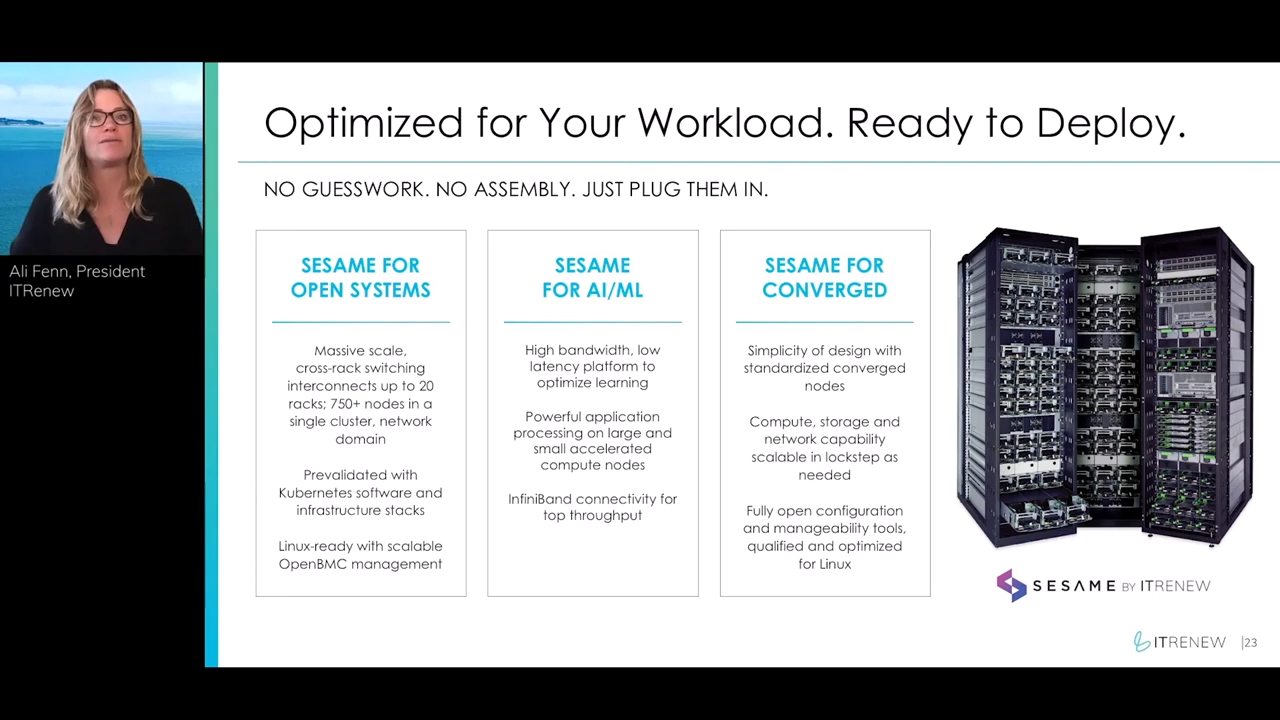 Optimized for Your Workload. Ready to Deploy.
NO GUESSWORK. NO ASSEMBLY. JUST PLUG THEM IN.
Ali Fenn, President
ITRenew
SESAME FOR
OPEN SYSTEMS
Massive scale,
cross-rack switching
interconnects up to 20
racks; 750+ nodes in a
single cluster, network
domain
Prevalidated with
Kubernetes software and
infrastructure stacks
Linux-ready with scalable
OpenBMC management
SESAME
FOR AI/ML
High bandwidth, low
latency platform to
optimize learning
Powerful application
processing on large and
small accelerated
compute nodes
InfiniBand connectivity for
top throughput
SESAME FOR
CONVERGED
Simplicity of design with
standardized converged
nodes
Compute, storage and
network capability
scalable in lockstep as
needed
Fully open configuration
and manageability tools,
qualified and optimized
for Linux
SESAME BY ITRENEW
ITRENEW |23